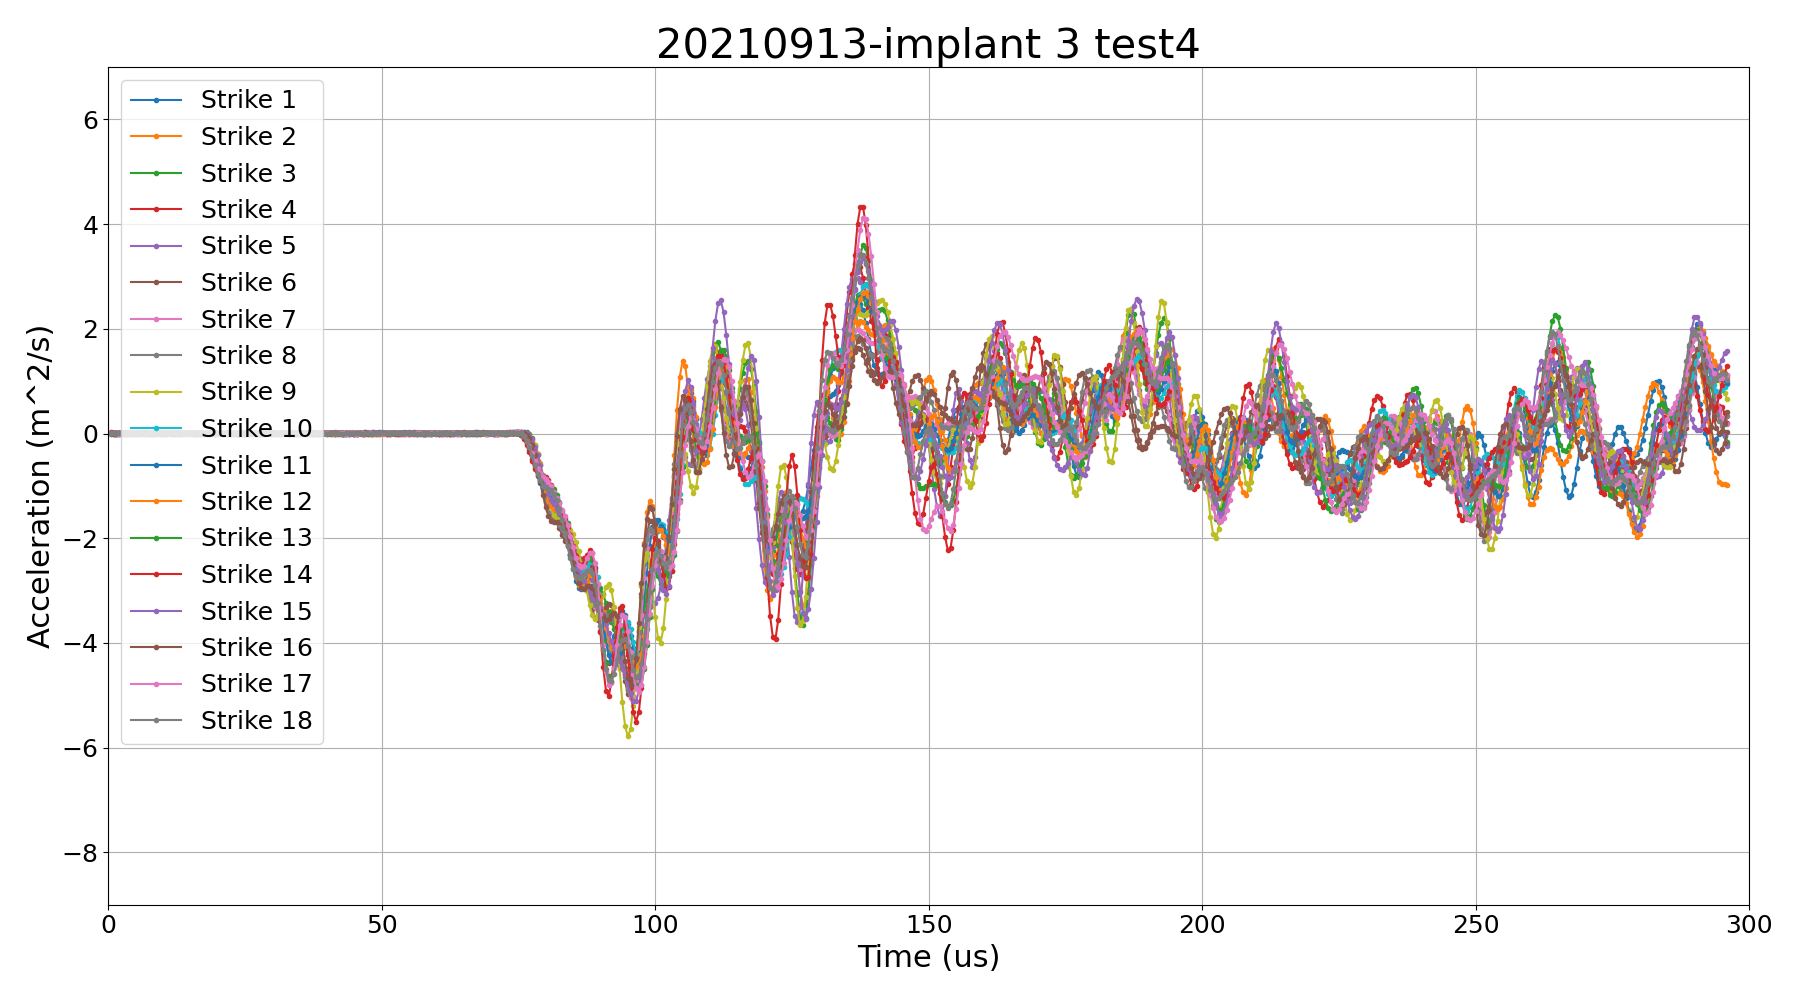 20210913-implant 3 test4
Strike 1
Strike 2
Strike 3
Strike 4
Strike 5
Strike 6
Strike 7
Strike 8
Strike 9
Strike 10
Strike 11
Strike 12
Strike 13
Strike 14
Strike 15
Strike 16
Strike 17
Strike 18
Acceleration (m^2/s)
6
4
2
0
−2
−4
−6
−8
0 50 100 150 200 250 300
Time (us)